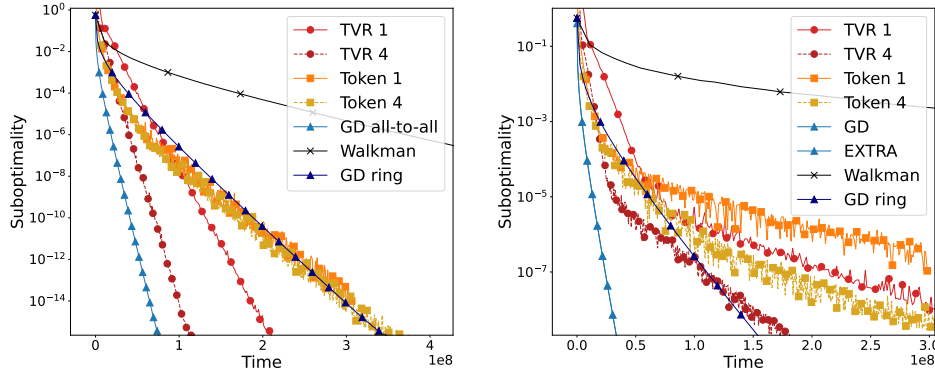 Suboptimality
10⁰
10⁻²
10⁻⁴
10⁻⁶
10⁻⁸
10⁻¹⁰
10⁻¹²
10⁻¹⁴
0
1
2
3
4
1e8
Time
TVR 1
TVR 4
Token 1
Token 4
GD all-to-all
Walkman
GD ring
Suboptimality
10⁻¹
10⁻³
10⁻⁵
10⁻⁷
0.0
0.5
1.0
1.5
2.0
2.5
3.0
1e8
Time
TVR 1
TVR 4
Token 1
Token 4
GD
EXTRA
Walkman
GD ring